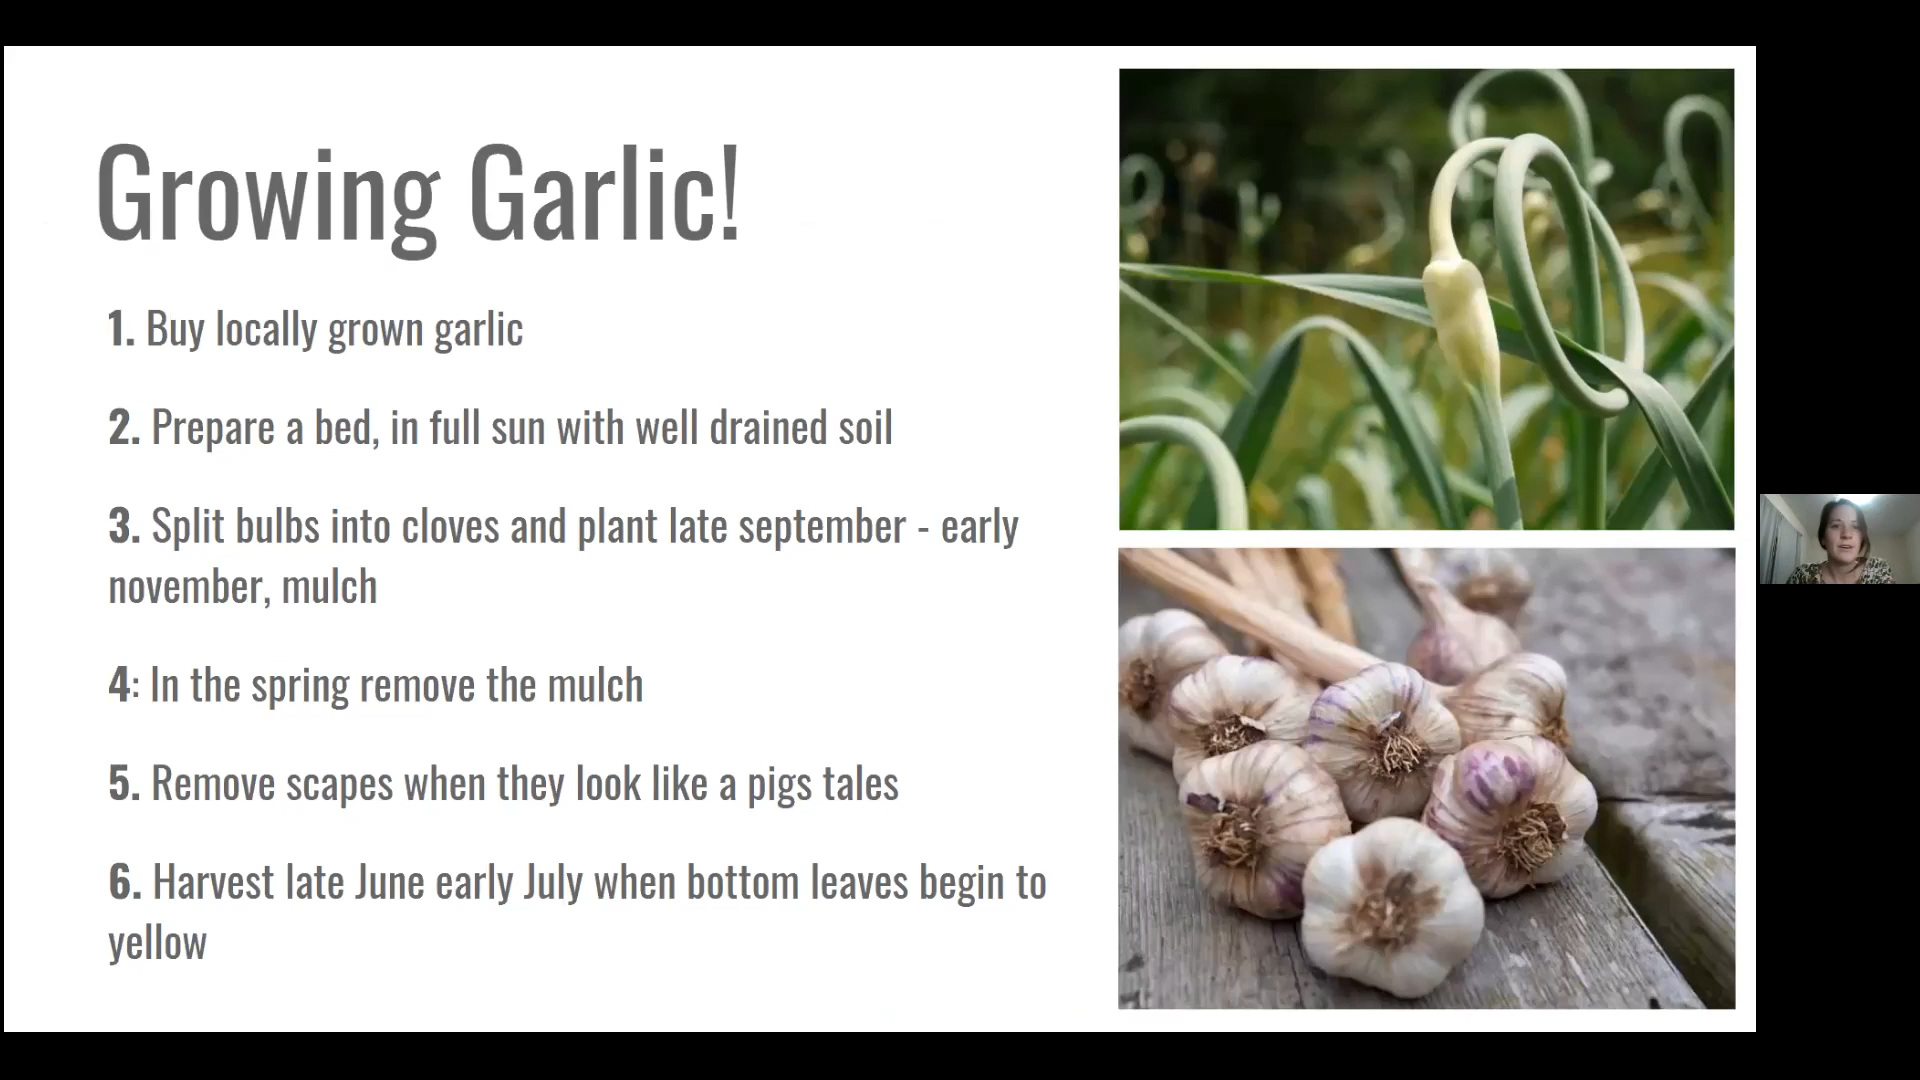 Growing Garlic!
1. Buy locally grown garlic
2. Prepare a bed, in full sun with well drained soil
3. Split bulbs into cloves and plant late september - early
november, mulch
4: In the spring remove the mulch
5. Remove scapes when they look like a pigs tales
6. Harvest late June early July when bottom leaves begin to
yellow